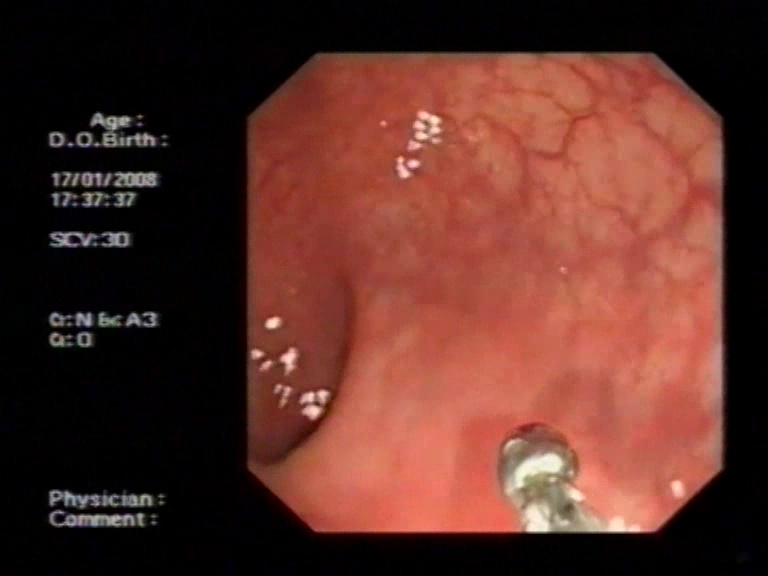 Age:
D.O.Birth:
17/01/2008
17:37:37
SCV:30
Physician:
Comment: